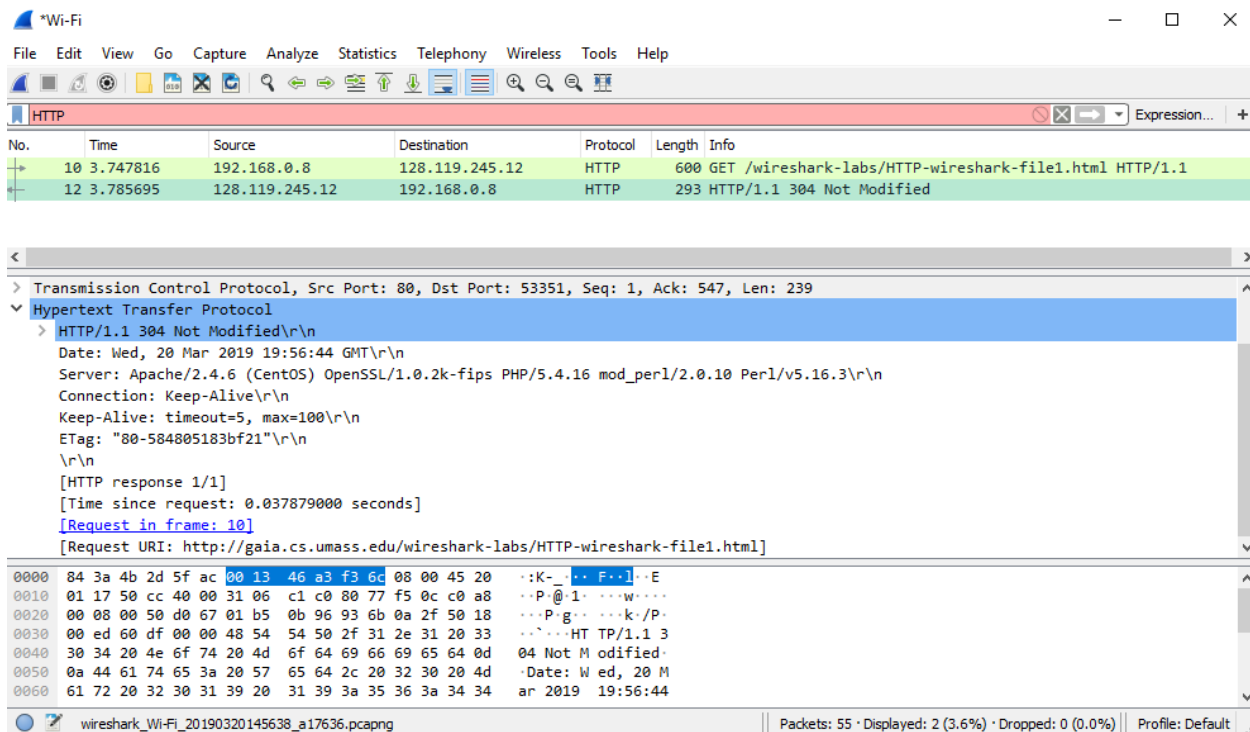 *Wi-Fi
File Edit View Go Capture Analyze Statistics Telephony Wireless Tools Help
HTTP Expression... +
No. Time Source Destination Protocol Length Info
10 3.747816 192.168.0.8 128.119.245.12 HTTP 600 GET /wireshark-labs/HTTP-wireshark-file1.html HTTP/1.1
12 3.785695 128.119.245.12 192.168.0.8 HTTP 293 HTTP/1.1 304 Not Modified
Transmission Control Protocol, Src Port: 80, Dst Port: 53351, Seq: 1, Ack: 547, Len: 239
Hypertext Transfer Protocol
HTTP/1.1 304 Not Modified\r\n
Date: Wed, 20 Mar 2019 19:56:44 GMT\r\n
Server: Apache/2.4.6 (CentOS) OpenSSL/1.0.2k-fips PHP/5.4.16 mod_perl/2.0.10 Perl/v5.16.3\r\n
Connection: Keep-Alive\r\n
Keep-Alive: timeout=5, max=100\r\n
ETag: "80-584805183bf21"\r\n
\r\n
[HTTP response 1/1]
[Time since request: 0.037879000 seconds]
[Request in frame: 10]
[Request URI: http://gaia.cs.umass.edu/wireshark-labs/HTTP-wireshark-file1.html]
0000 84 3a 4b 2d 5f ac 00 13 46 a3 f3 6c 08 00 45 20 ·:K-_··· F··l··E
0010 01 17 50 cc 40 00 31 06 c1 c0 80 77 f5 0c c0 a8 ··P·@·1· ···w····
0020 00 08 00 50 d0 67 01 b5 0b 96 93 6b 0a 2f 50 18 ···P·g·· ···k·/P·
0030 00 ed 60 df 00 00 48 54 54 50 2f 31 2e 31 20 33 ··`···HT TP/1.1 3
0040 30 34 20 4e 6f 74 20 4d 6f 64 69 66 69 65 64 0d 04 Not M odified·
0050 0a 44 61 74 65 3a 20 57 65 64 2c 20 32 30 20 4d ·Date: W ed, 20 M
0060 61 72 20 32 30 31 39 20 31 39 3a 35 36 3a 34 34 ar 2019 19:56:44
wireshark_Wi-Fi_20190320145638_a17636.pcapng Packets: 55 · Displayed: 2 (3.6%) · Dropped: 0 (0.0%) Profile: Default